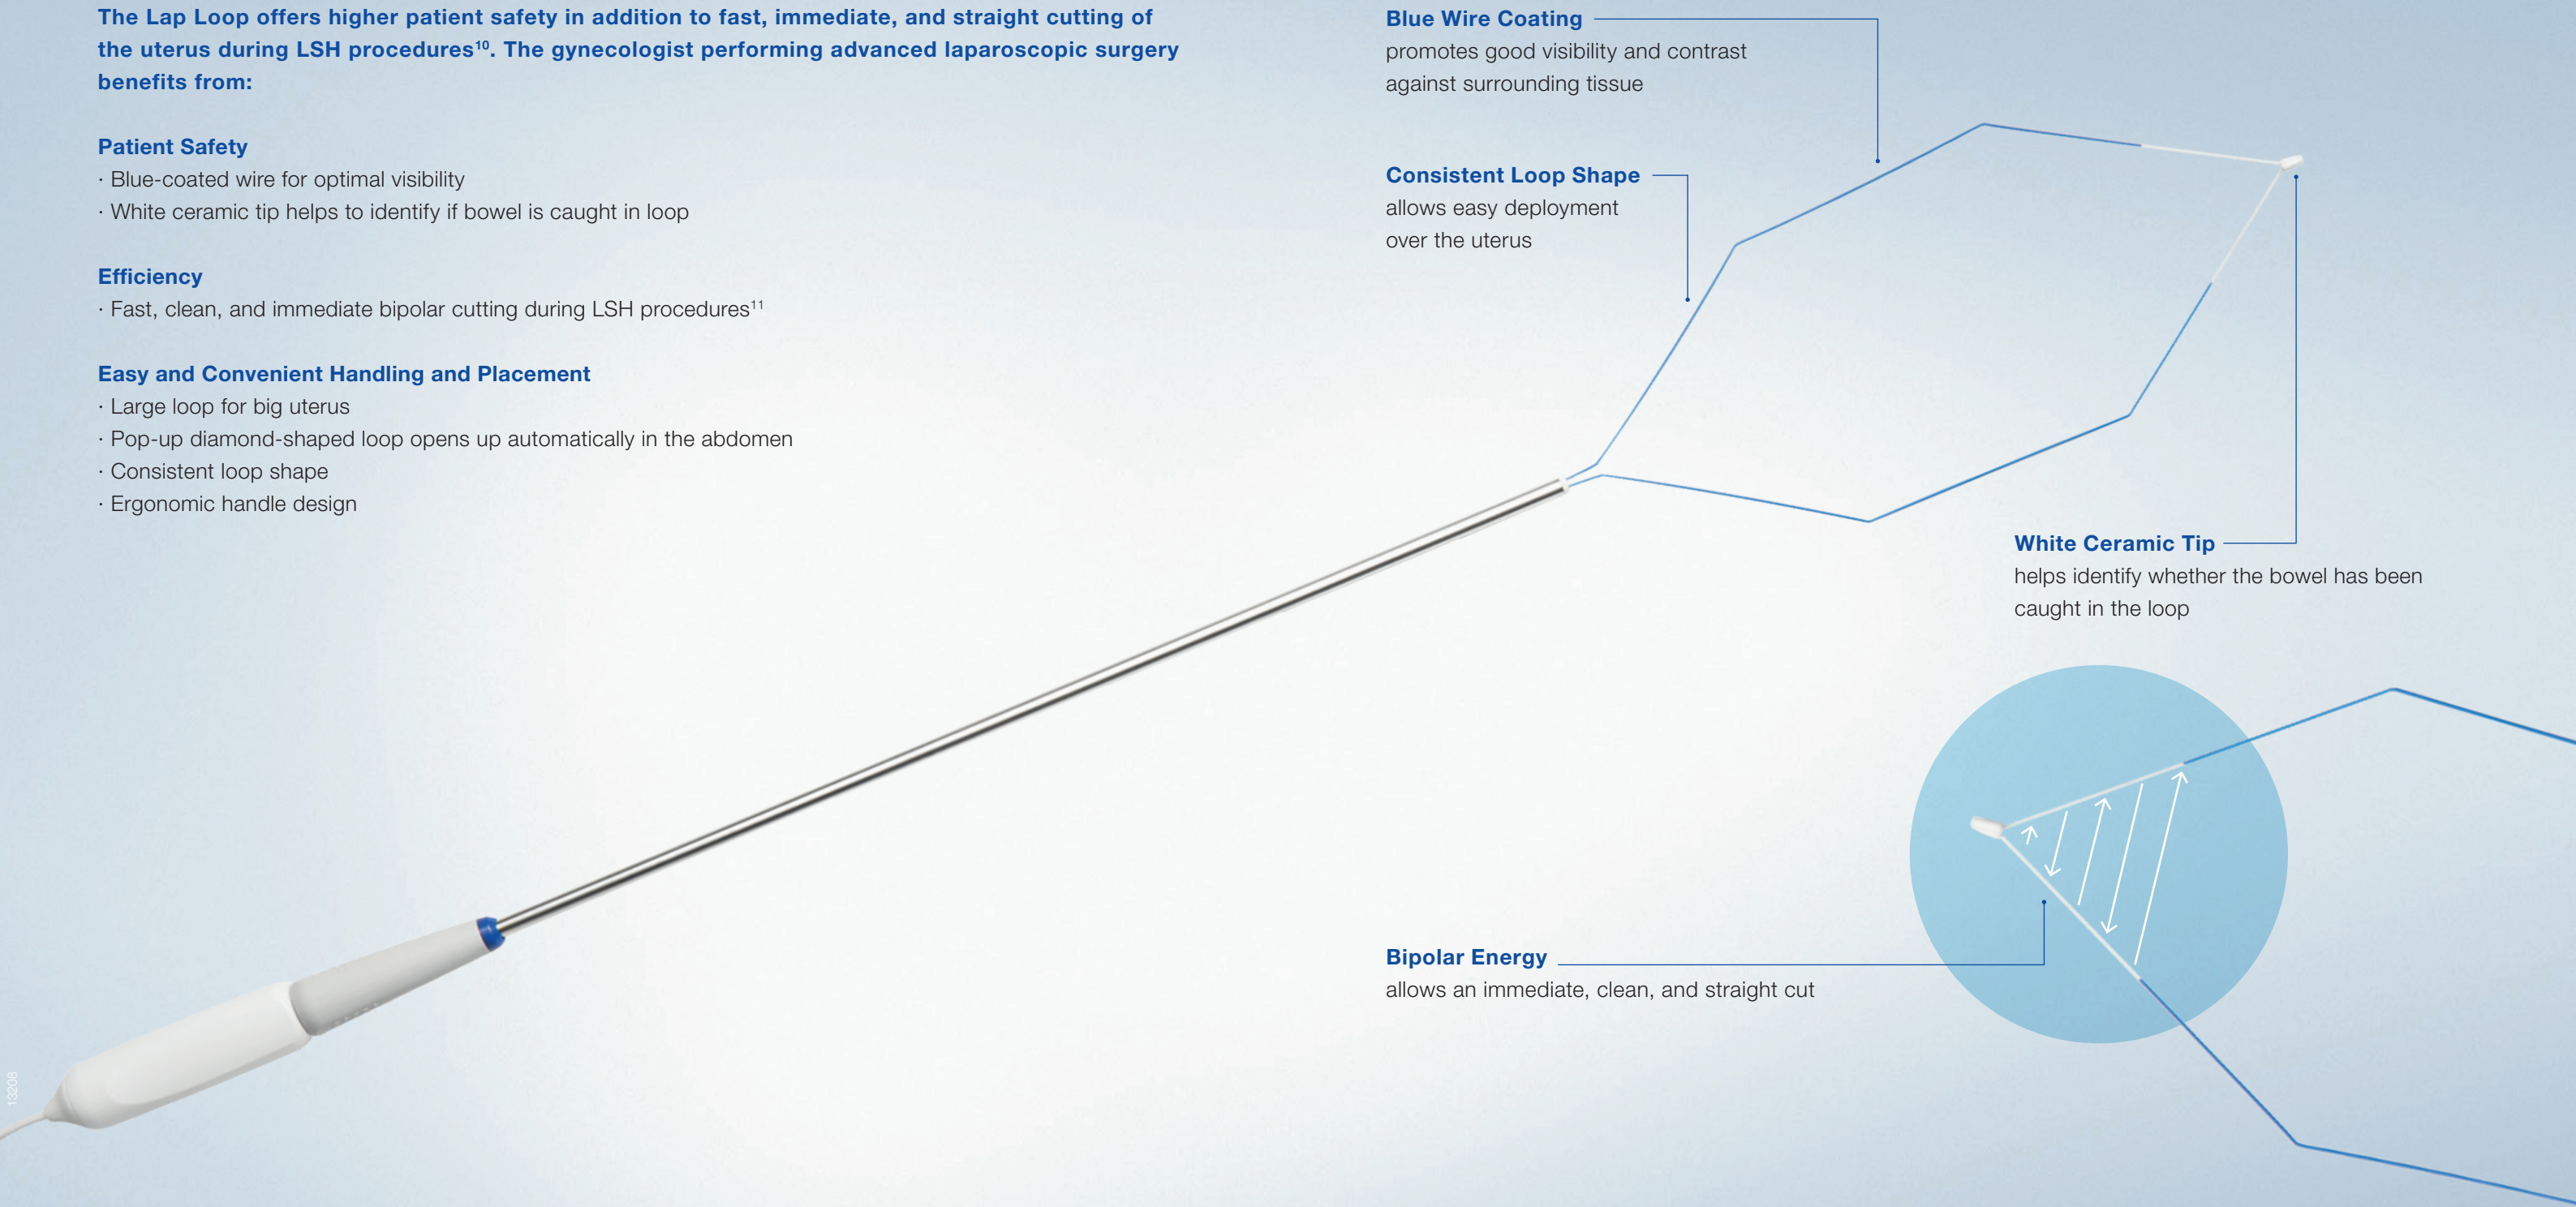 The Lap Loop offers higher patient safety in addition to fast, immediate, and straight cutting of
the uterus during LSH procedures¹⁰. The gynecologist performing advanced laparoscopic surgery
benefits from:
Patient Safety
· Blue-coated wire for optimal visibility
· White ceramic tip helps to identify if bowel is caught in loop
Efficiency
· Fast, clean, and immediate bipolar cutting during LSH procedures¹¹
Easy and Convenient Handling and Placement
· Large loop for big uterus
· Pop-up diamond-shaped loop opens up automatically in the abdomen
· Consistent loop shape
· Ergonomic handle design
Blue Wire Coating
promotes good visibility and contrast
against surrounding tissue
Consistent Loop Shape
allows easy deployment
over the uterus
White Ceramic Tip
helps identify whether the bowel has been
caught in the loop
Bipolar Energy
allows an immediate, clean, and straight cut
13208